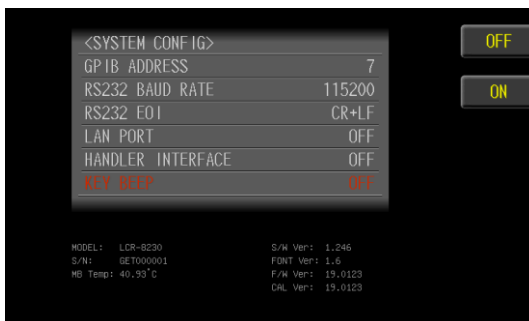 <SYSTEM CONFIG>
GPIB ADDRESS 7
RS232 BAUD RATE 115200
RS232 EOI CR+LF
LAN PORT OFF
HANDLER INTERFACE OFF
KEY BEEP OFF
OFF
ON
MODEL: LCR-8230
S/N: GET000001
MB Temp: 40.93°C
S/W Ver: 1.246
FONT Ver: 1.6
F/W Ver: 19.0123
CAL Ver: 19.0123